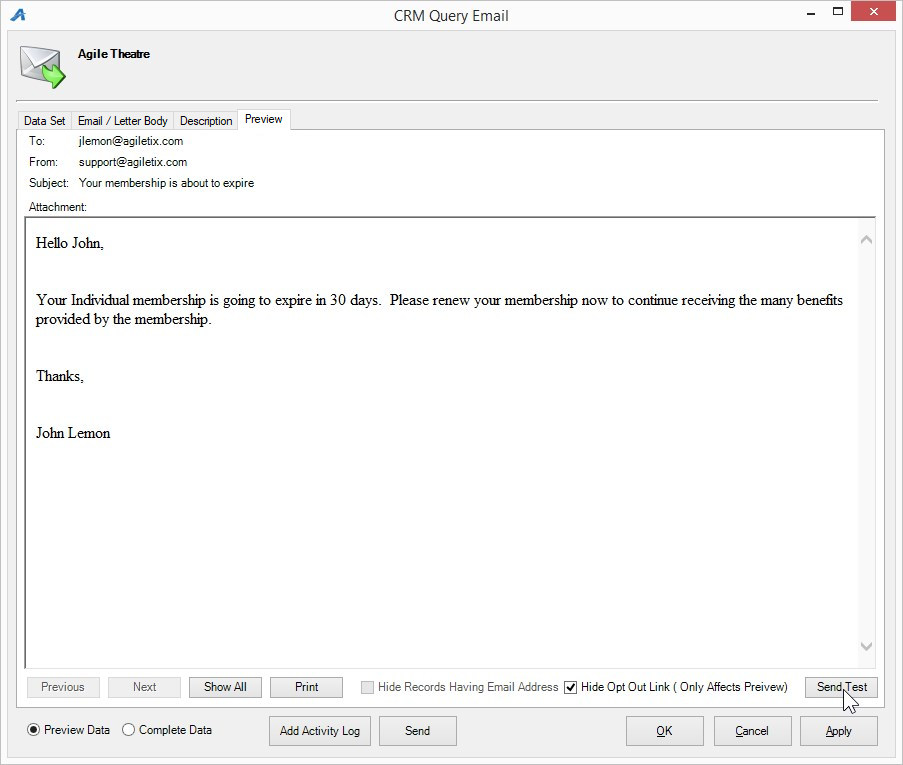 CRM Query Email
Agile Theatre
Data Set Email / Letter Body Description Preview
To: jlemon@agiletix.com
From: support@agiletix.com
Subject: Your membership is about to expire
Attachment:
Hello John,
Your Individual membership is going to expire in 30 days.  Please renew your membership now to continue receiving the many benefits
provided by the membership.
Thanks,
John Lemon
Previous Next Show All Print Hide Records Having Email Address Hide Opt Out Link ( Only Affects Preivew) Send Test
Preview Data Complete Data Add Activity Log Send OK Cancel Apply